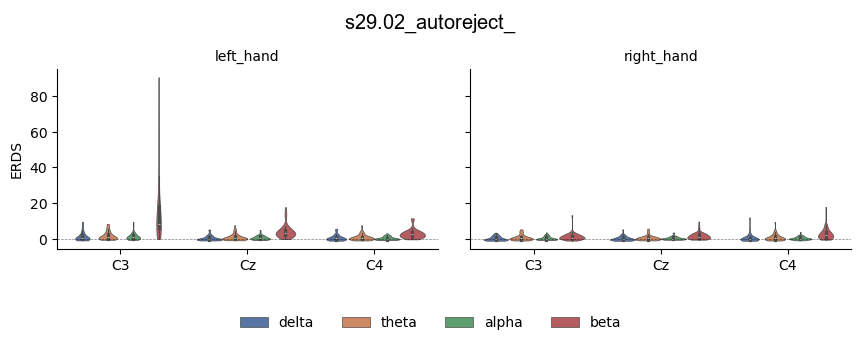 s29.02_autoreject_
left_hand
right_hand
ERDS
80
60
40
20
0
C3
Cz
C4
C3
Cz
C4
delta
theta
alpha
beta